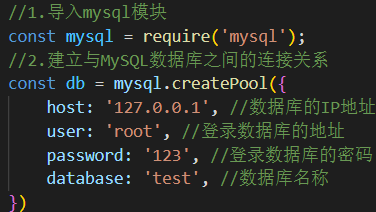 //1.导入mysql模块
const mysql = require('mysql');
//2.建立与MySQL数据库之间的连接关系
const db = mysql.createPool({
    host: '127.0.0.1', //数据库的IP地址
    user: 'root', //登录数据库的地址
    password: '123', //登录数据库的密码
    database: 'test', //数据库名称
})